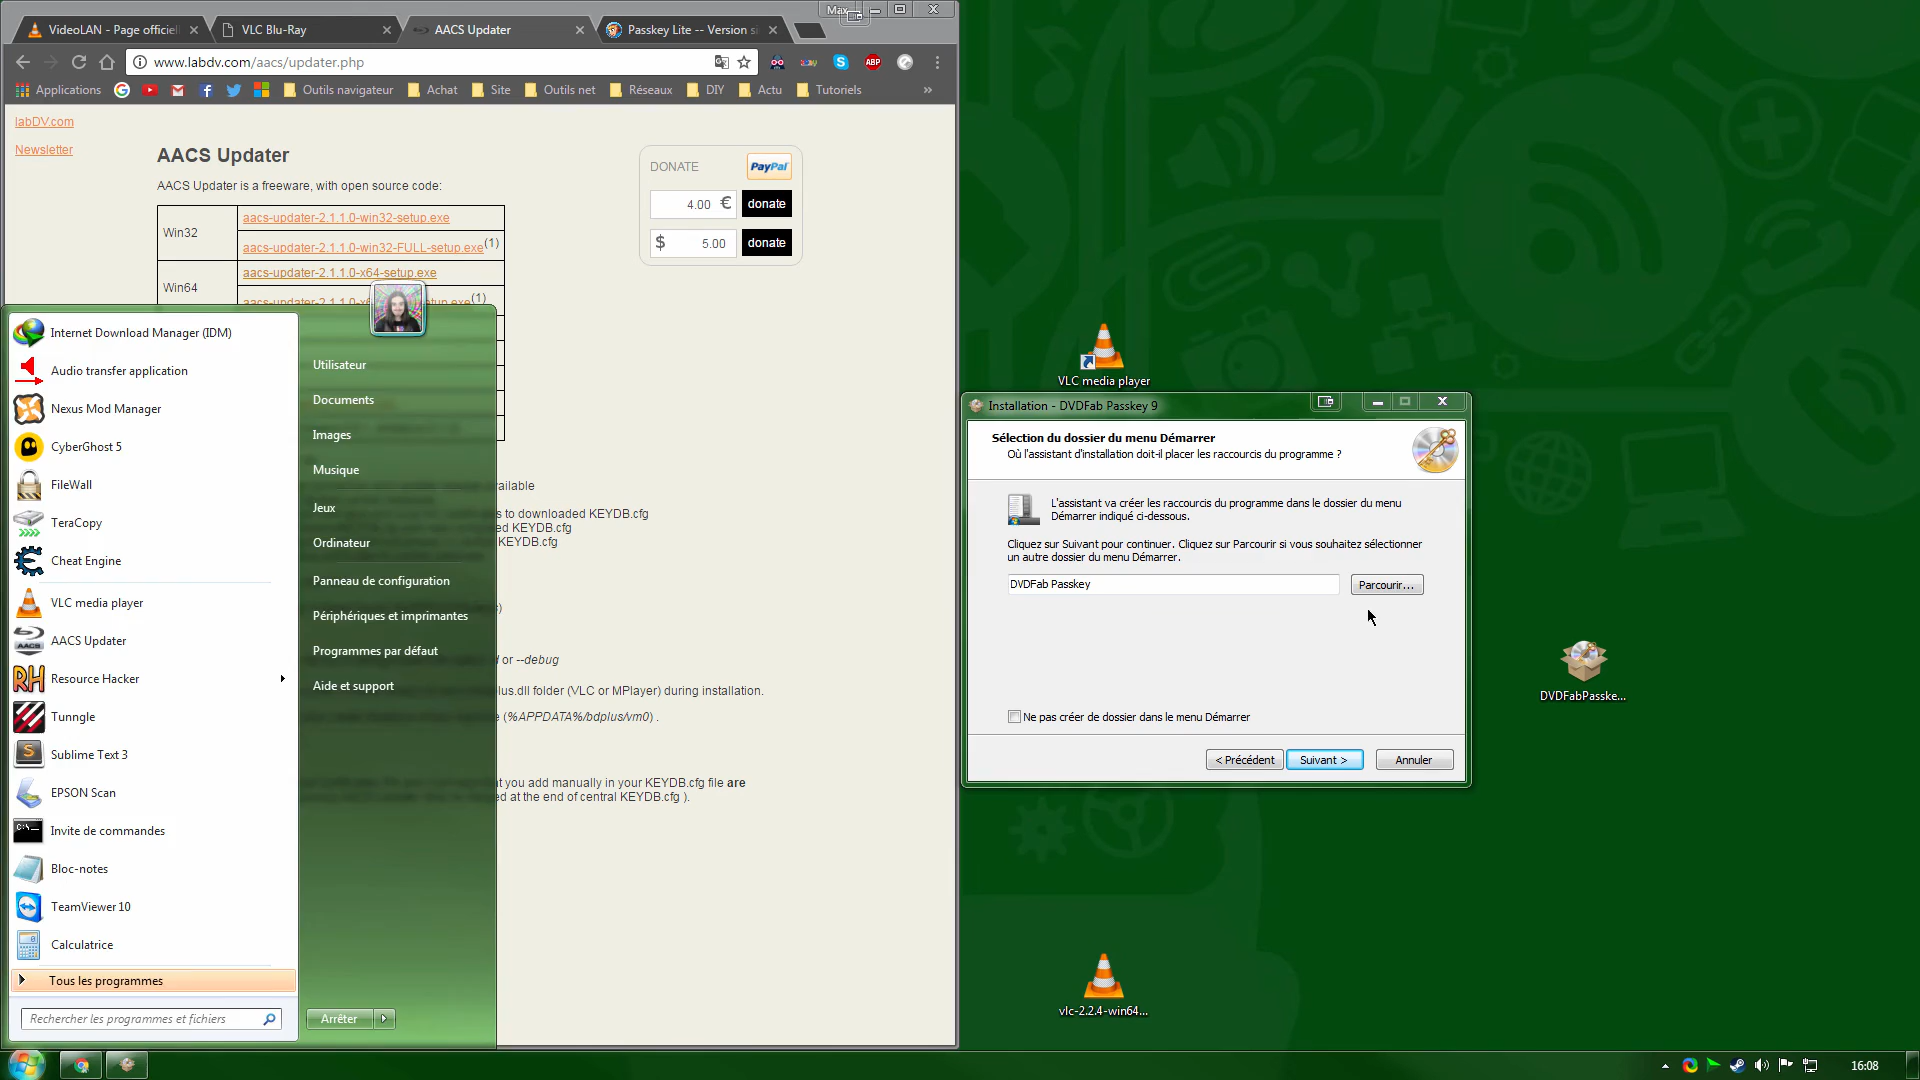 Max
VideoLAN - Page officiel
VLC Blu-Ray
AACS Updater
Passkey Lite -- Version s
www.labdv.com/aacs/updater.php
ABP
Applications
Outils navigateur
Achat
Site
Outils net
Réseaux
DIY
Actu
Tutoriels
»
labDV.com
Newsletter
AACS Updater
AACS Updater is a freeware, with open source code:
Win32
aacs-updater-2.1.1.0-win32-setup.exe
aacs-updater-2.1.1.0-win32-FULL-setup.exe(1)
Win64
aacs-updater-2.1.1.0-x64-setup.exe
(1)
DONATE
PayPal
4.00 €
donate
$ 5.00
donate
available
to downloaded KEYDB.cfg
ed KEYDB.cfg
KEYDB.cfg
or --debug
plus.dll folder (VLC or MPlayer) during installation.
(%APPDATA%/bdplus/vm0) .
you add manually in your KEYDB.cfg file are
d at the end of central KEYDB.cfg ).
Internet Download Manager (IDM)
Audio transfer application
Nexus Mod Manager
CyberGhost 5
FileWall
TeraCopy
Cheat Engine
VLC media player
AACS Updater
Resource Hacker
Tunngle
Sublime Text 3
EPSON Scan
Invite de commandes
Bloc-notes
TeamViewer 10
Calculatrice
Tous les programmes
Rechercher les programmes et fichiers
Utilisateur
Documents
Images
Musique
Jeux
Ordinateur
Panneau de configuration
Périphériques et imprimantes
Programmes par défaut
Aide et support
Arrêter
VLC media player
Installation - DVDFab Passkey 9
Sélection du dossier du menu Démarrer
Où l'assistant d'installation doit-il placer les raccourcis du programme ?
L'assistant va créer les raccourcis du programme dans le dossier du menu
Démarrer indiqué ci-dessous.
Cliquez sur Suivant pour continuer. Cliquez sur Parcourir si vous souhaitez sélectionner
un autre dossier du menu Démarrer.
DVDFab Passkey
Parcourir...
Ne pas créer de dossier dans le menu Démarrer
< Précédent
Suivant >
Annuler
DVDFabPasske...
vlc-2.2.4-win64...
16:08